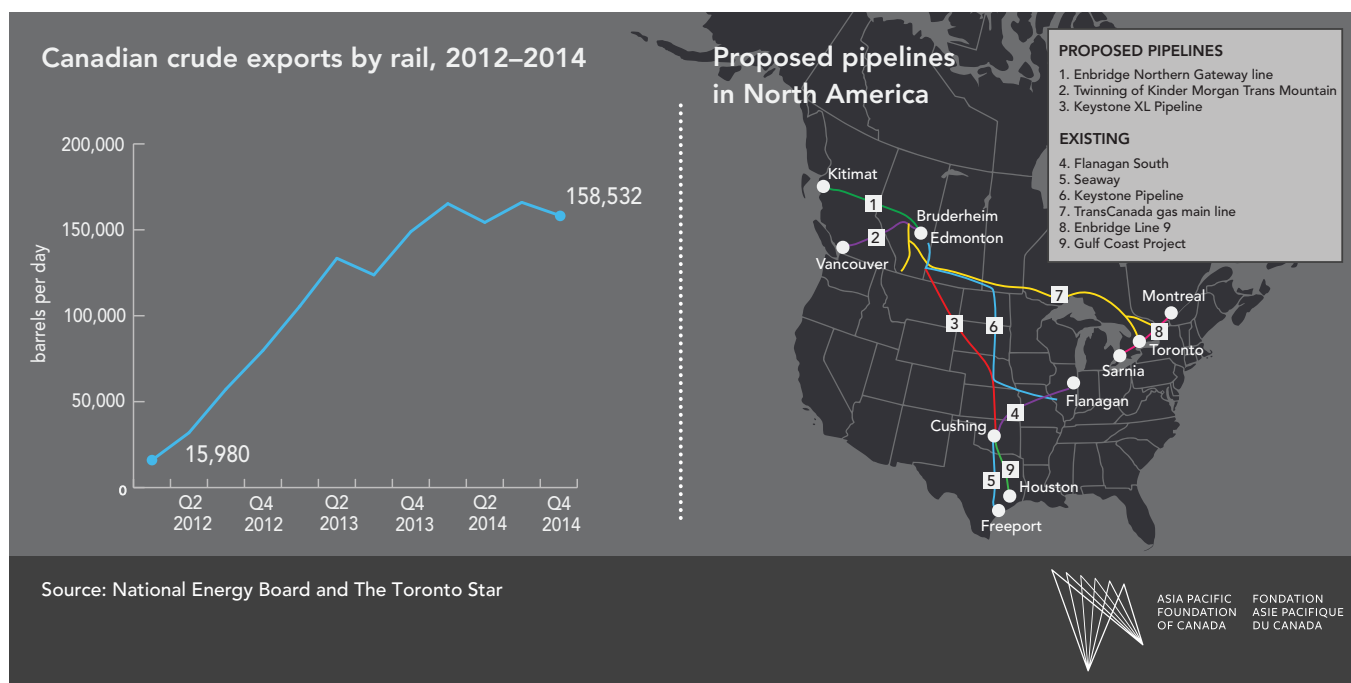 Canadian crude exports by rail, 2012–2014
barrels per day
200,000
150,000
100,000
50,000
0
15,980
158,532
Q2
2012
Q4
2012
Q2
2013
Q4
2013
Q2
2014
Q4
2014
Proposed pipelines
in North America
PROPOSED PIPELINES
1. Enbridge Northern Gateway line
2. Twinning of Kinder Morgan Trans Mountain
3. Keystone XL Pipeline
EXISTING
4. Flanagan South
5. Seaway
6. Keystone Pipeline
7. TransCanada gas main line
8. Enbridge Line 9
9. Gulf Coast Project
Kitimat
1
Bruderheim
2
Edmonton
Vancouver
7
Montreal
3
6
8
Toronto
Sarnia
Flanagan
4
Cushing
9
5
Houston
Freeport
Source: National Energy Board and The Toronto Star
ASIA PACIFIC
FOUNDATION
OF CANADA
FONDATION
ASIE PACIFIQUE
DU CANADA